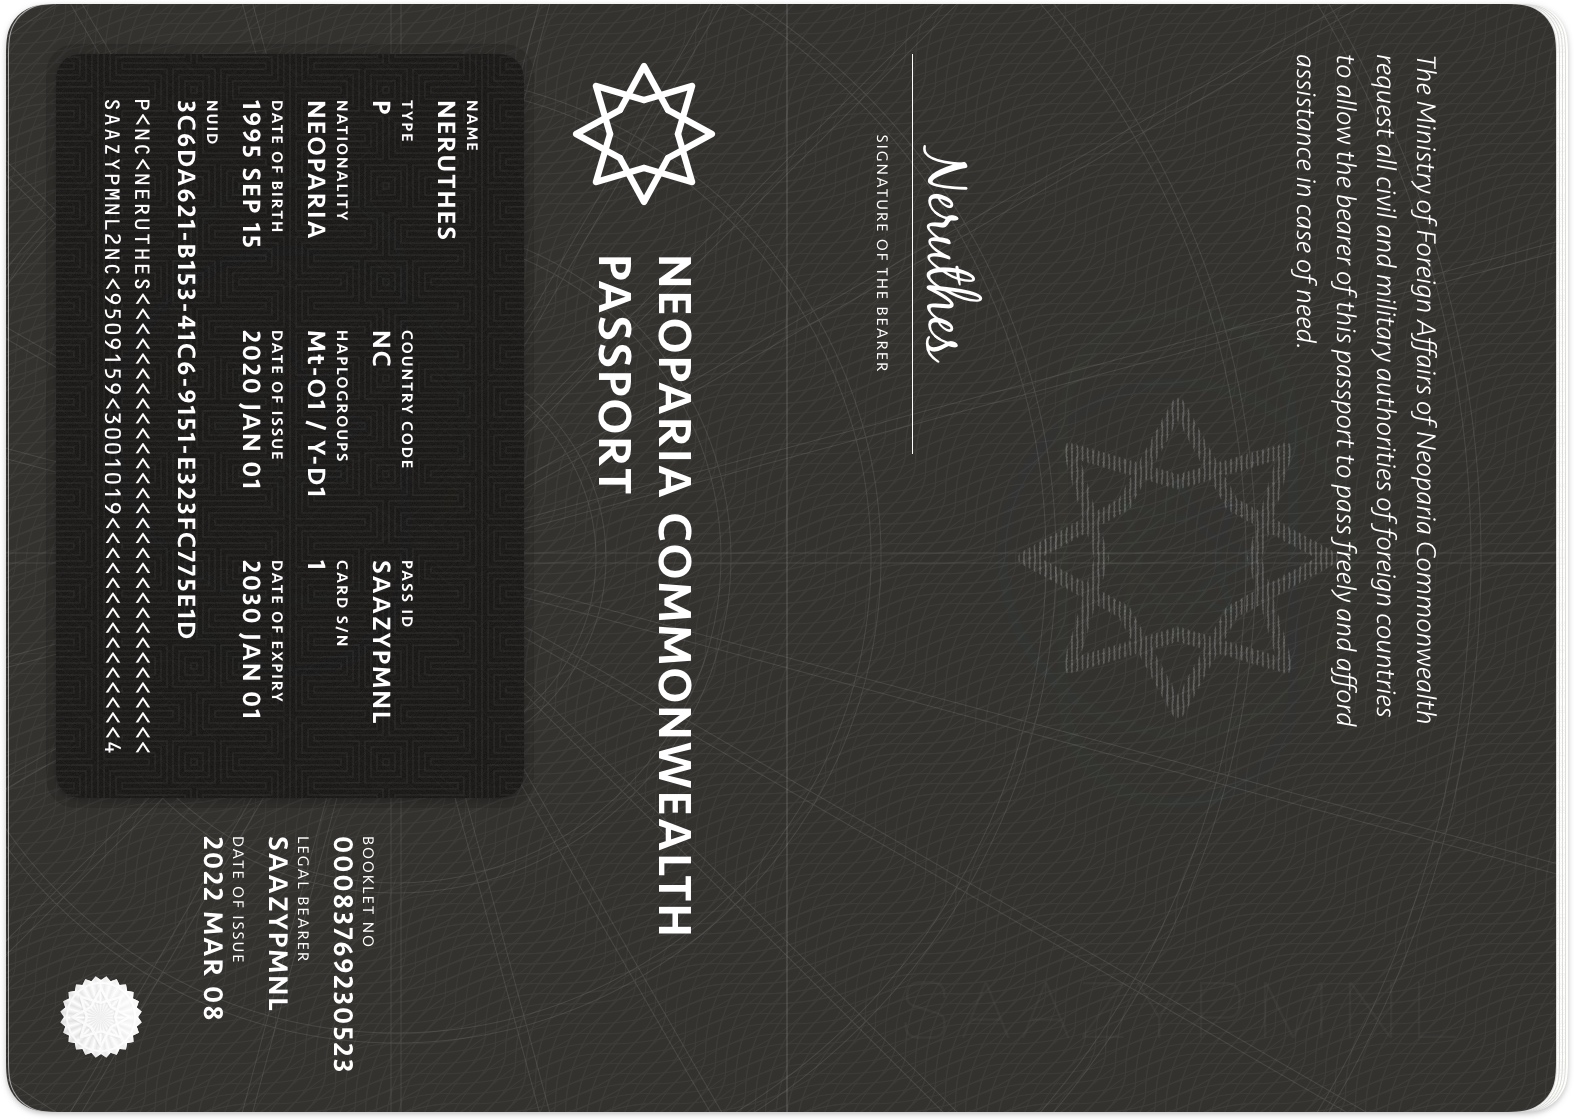 The Ministry of Foreign Affairs of Neoparia Commonwealth
request all civil and military authorities of foreign countries
to allow the bearer of this passport to pass freely and afford
assistance in case of need.
SAAZYPMNL
Neruthes
SIGNATURE OF THE BEARER
NEOPARIA COMMONWEALTH
PASSPORT
NAME
NERUTHES
TYPE COUNTRY CODE PASS ID
P NC SAAZYPMNL
NATIONALITY HAPLOGROUPS CARD S/N
NEOPARIA Mt-O1 / Y-D1 1
DATE OF BIRTH DATE OF ISSUE DATE OF EXPIRY
1995 SEP 15 2020 JAN 01 2030 JAN 01
NUID
3C6DA621-B153-41C6-9151-E323FC775E1D
P<NC<NERUTHES<<<<<<<<<<<<<<<<<<<<<<<<<<<<<<<
SAAZYPMNL2NC<9509159<3001019<<<<<<<<<<<<<<<4
BOOKLET NO
00083769230523
LEGAL BEARER
SAAZYPMNL
DATE OF ISSUE
2022 MAR 08